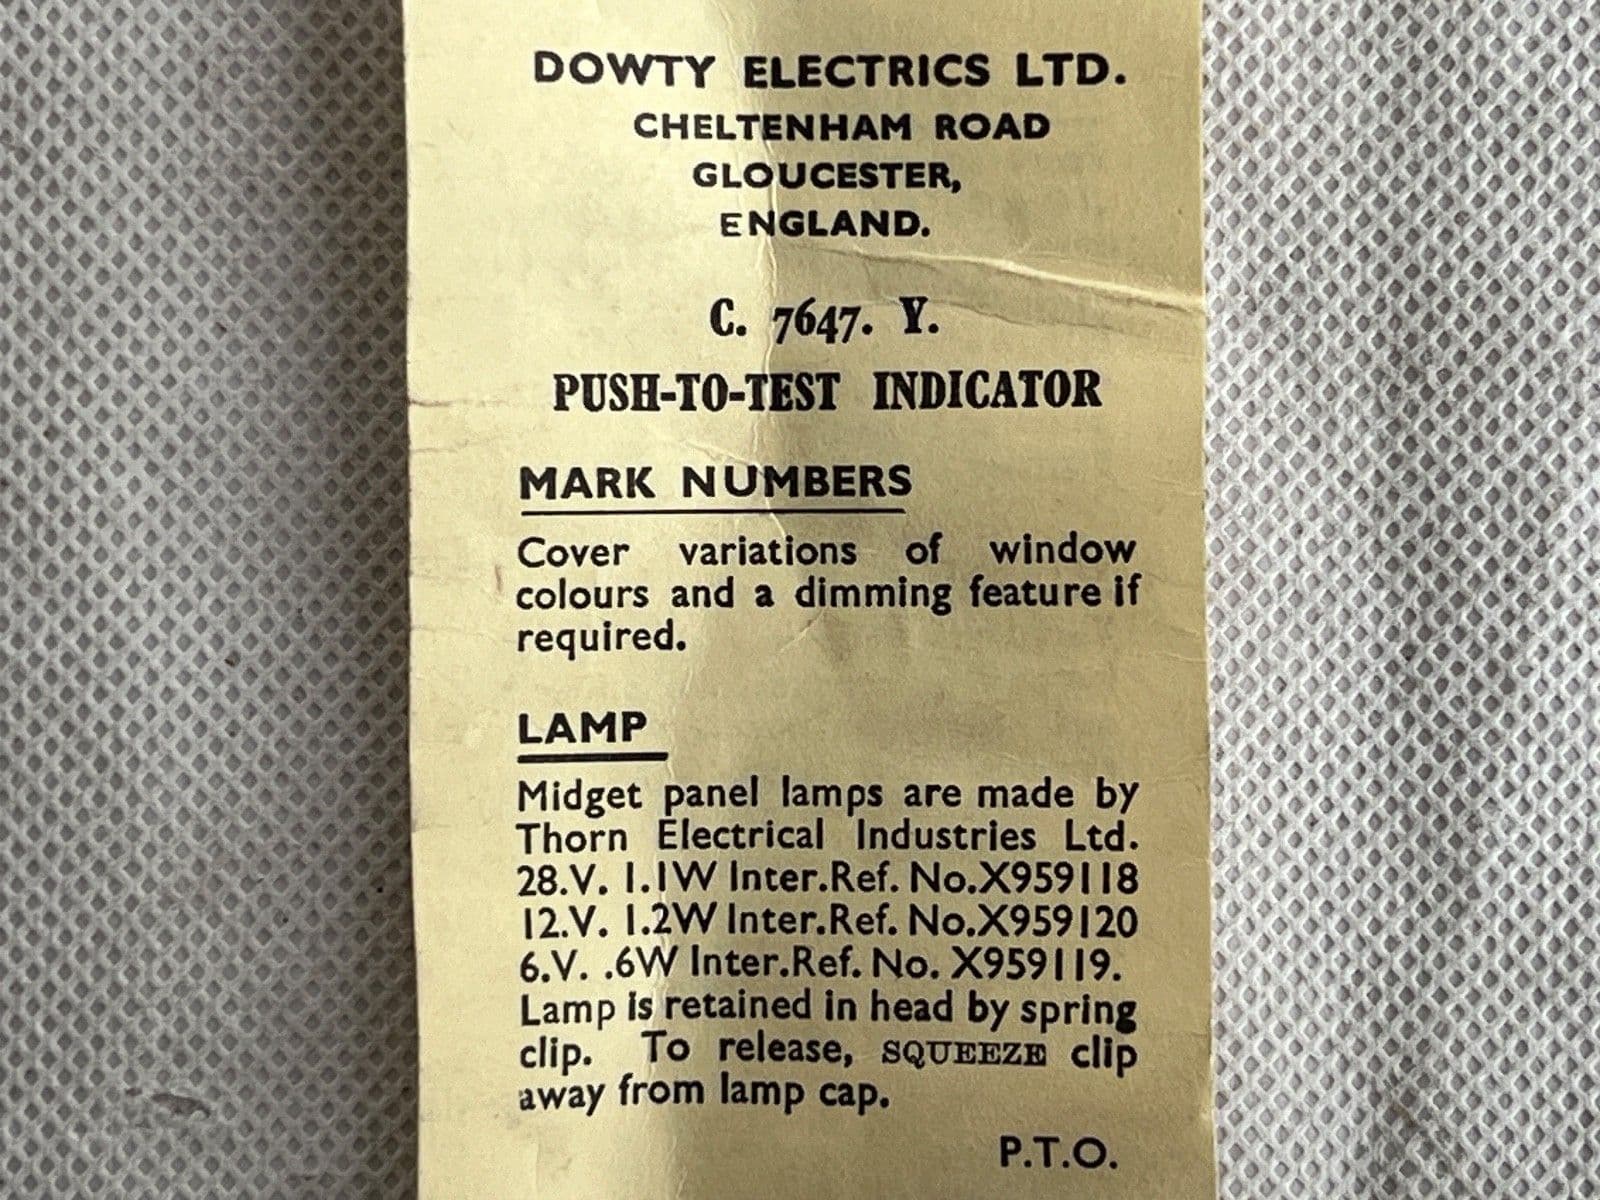 DOWTY ELECTRICS LTD.
CHELTENHAM ROAD
GLOUCESTER,
ENGLAND.
C. 7647. Y.
PUSH-TO-TEST INDICATOR
MARK NUMBERS
Cover variations of window
colours and a dimming feature if
required.
LAMP
Midget panel lamps are made by
Thorn Electrical Industries Ltd.
28.V. 1.1W Inter.Ref. No.X959118
12.V. 1.2W Inter.Ref. No.X959120
6.V. .6W Inter.Ref. No. X959119.
Lamp is retained in head by spring
clip. To release, SQUEEZE clip
away from lamp cap.
P.T.O.